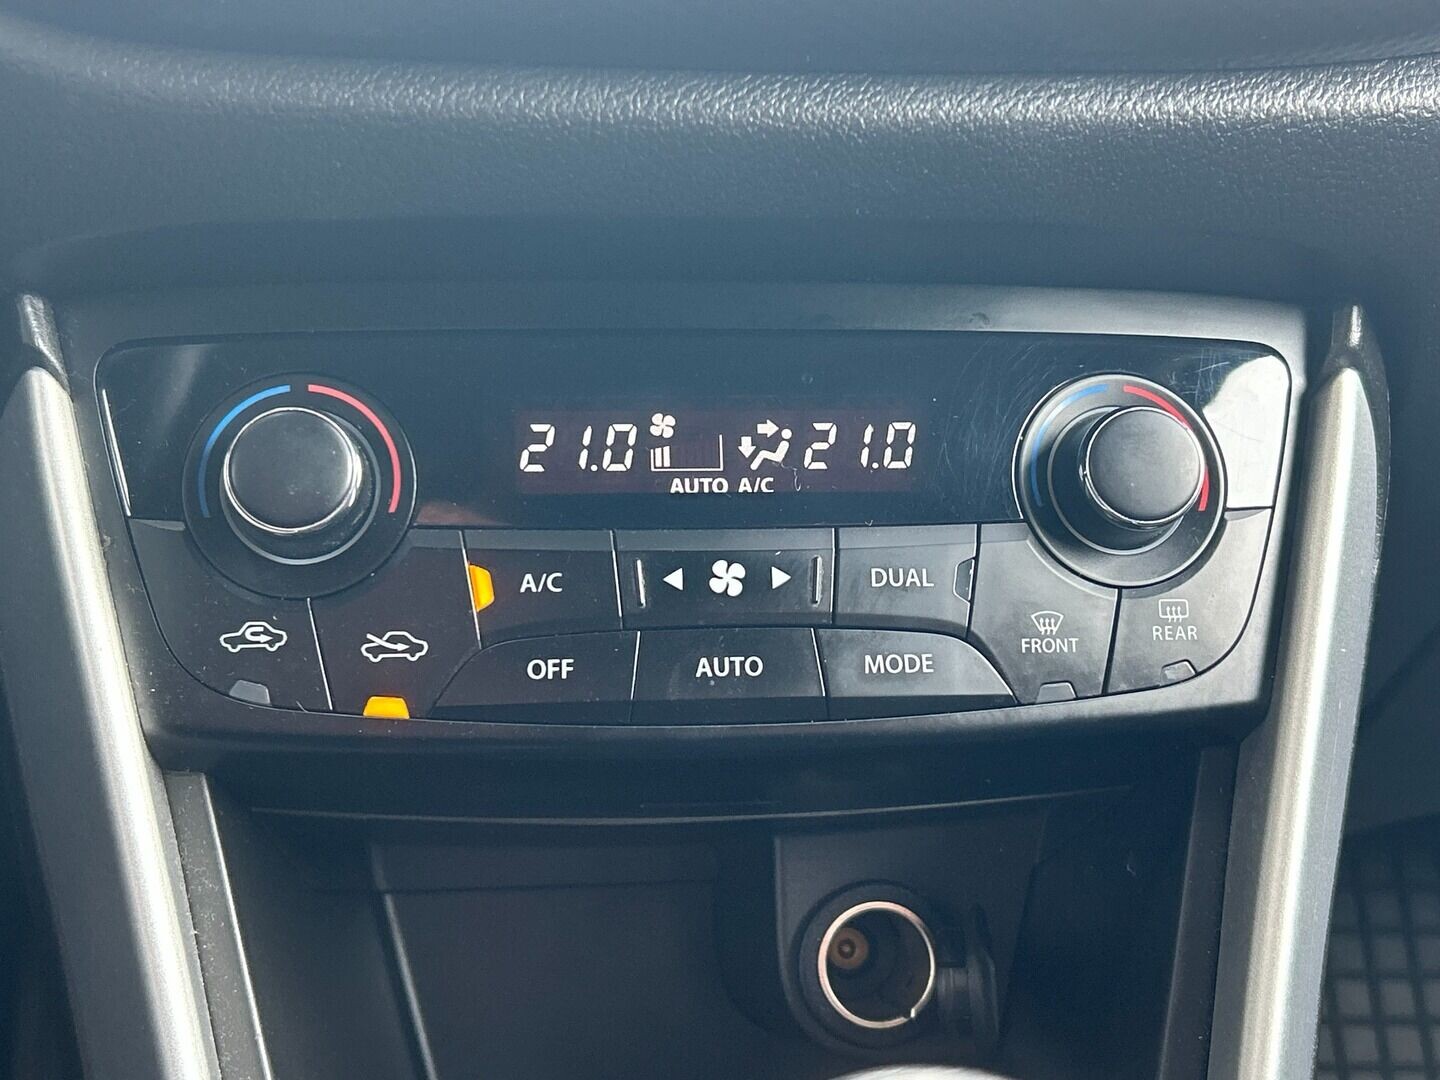 21.0 21.0
AUTO A/C
A/C
DUAL
OFF
AUTO
MODE
FRONT
REAR